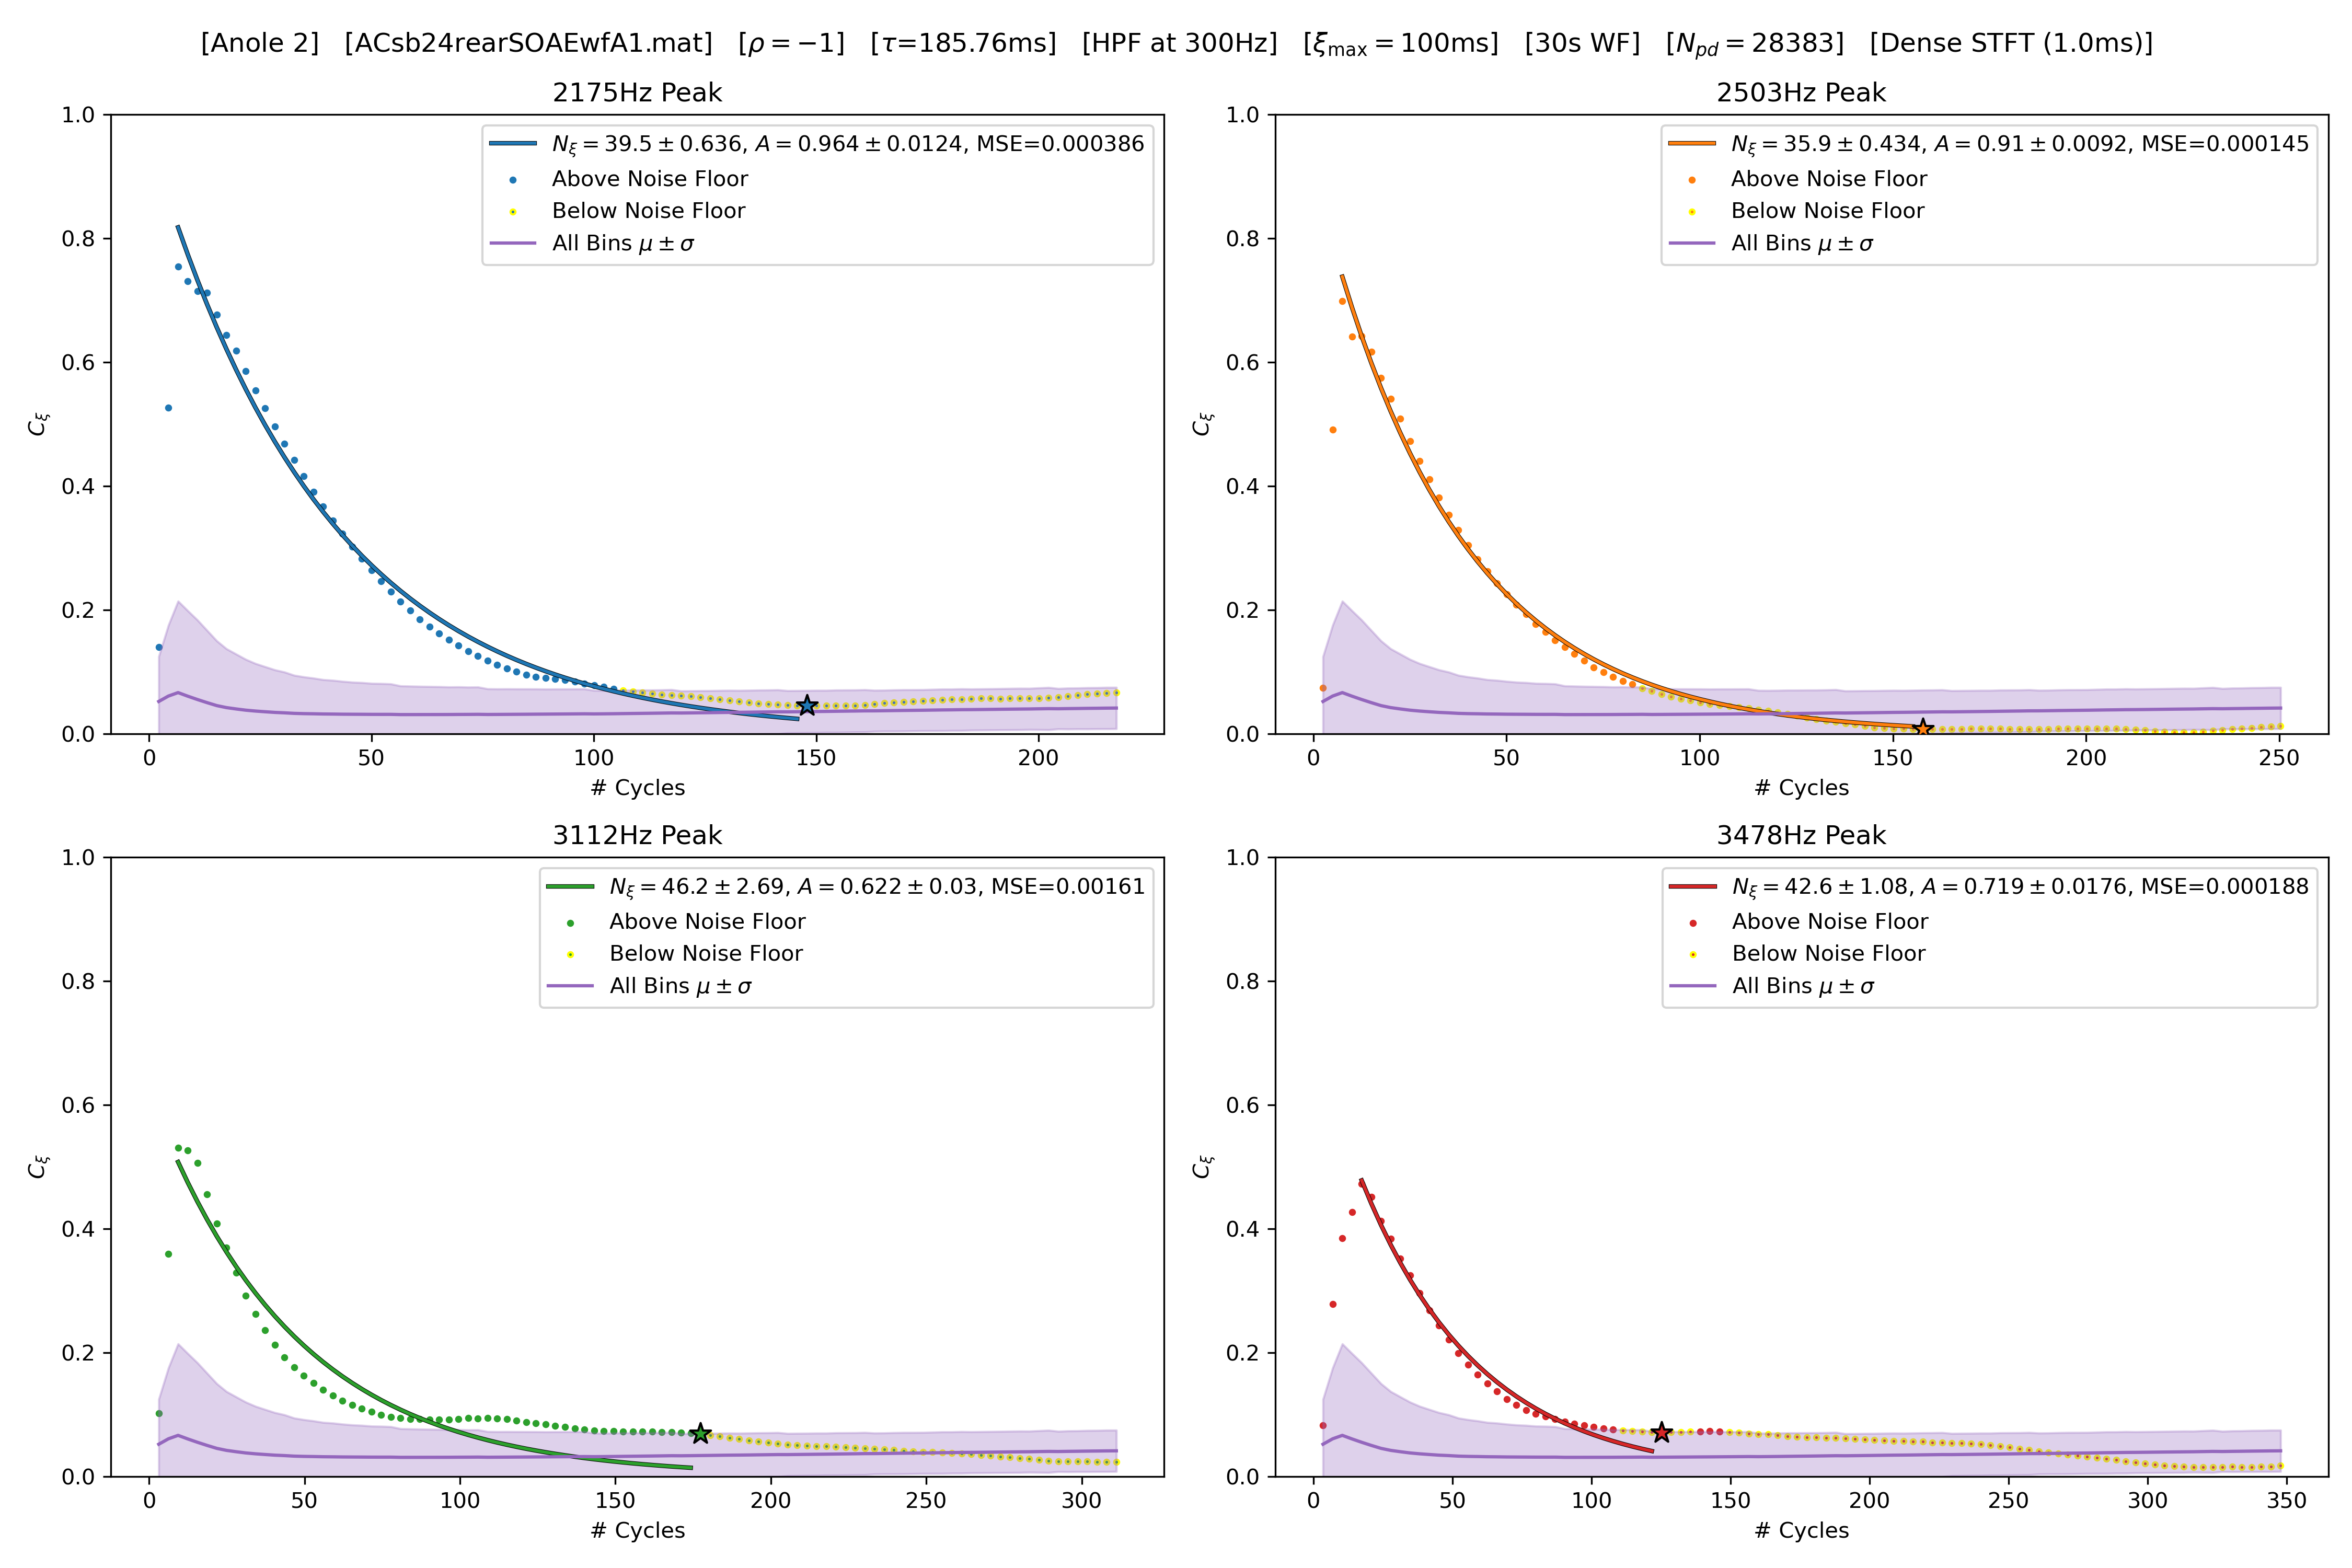 [Anole 2] [ACsb24rearSOAEwfA1.mat] [ρ = −1] [τ=185.76ms] [HPF at 300Hz] [ξmax = 100ms] [30s WF] [Npd = 28383] [Dense STFT (1.0ms)]
2175Hz Peak
Nξ = 39.5 ± 0.636, A = 0.964 ± 0.0124, MSE=0.000386
Above Noise Floor
Below Noise Floor
All Bins μ ± σ
1.0
0.8
0.6
0.4
0.2
0.0
Cξ
0 50 100 150 200
# Cycles
2503Hz Peak
Nξ = 35.9 ± 0.434, A = 0.91 ± 0.0092, MSE=0.000145
Above Noise Floor
Below Noise Floor
All Bins μ ± σ
1.0
0.8
0.6
0.4
0.2
0.0
Cξ
0 50 100 150 200 250
# Cycles
3112Hz Peak
Nξ = 46.2 ± 2.69, A = 0.622 ± 0.03, MSE=0.00161
Above Noise Floor
Below Noise Floor
All Bins μ ± σ
1.0
0.8
0.6
0.4
0.2
0.0
Cξ
0 50 100 150 200 250 300
# Cycles
3478Hz Peak
Nξ = 42.6 ± 1.08, A = 0.719 ± 0.0176, MSE=0.000188
Above Noise Floor
Below Noise Floor
All Bins μ ± σ
1.0
0.8
0.6
0.4
0.2
0.0
Cξ
0 50 100 150 200 250 300 350
# Cycles